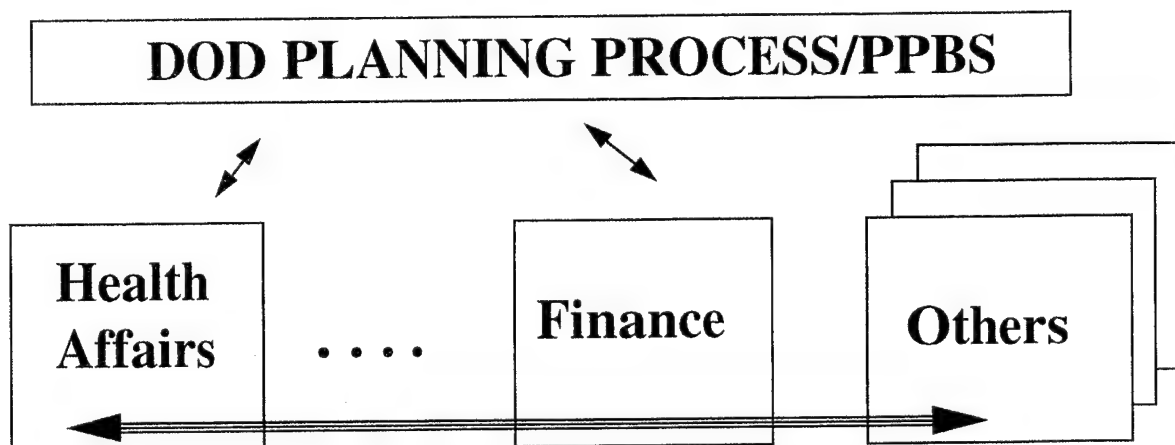 DOD PLANNING PROCESS/PPBS
Health
Affairs
. . . .
Finance
Others